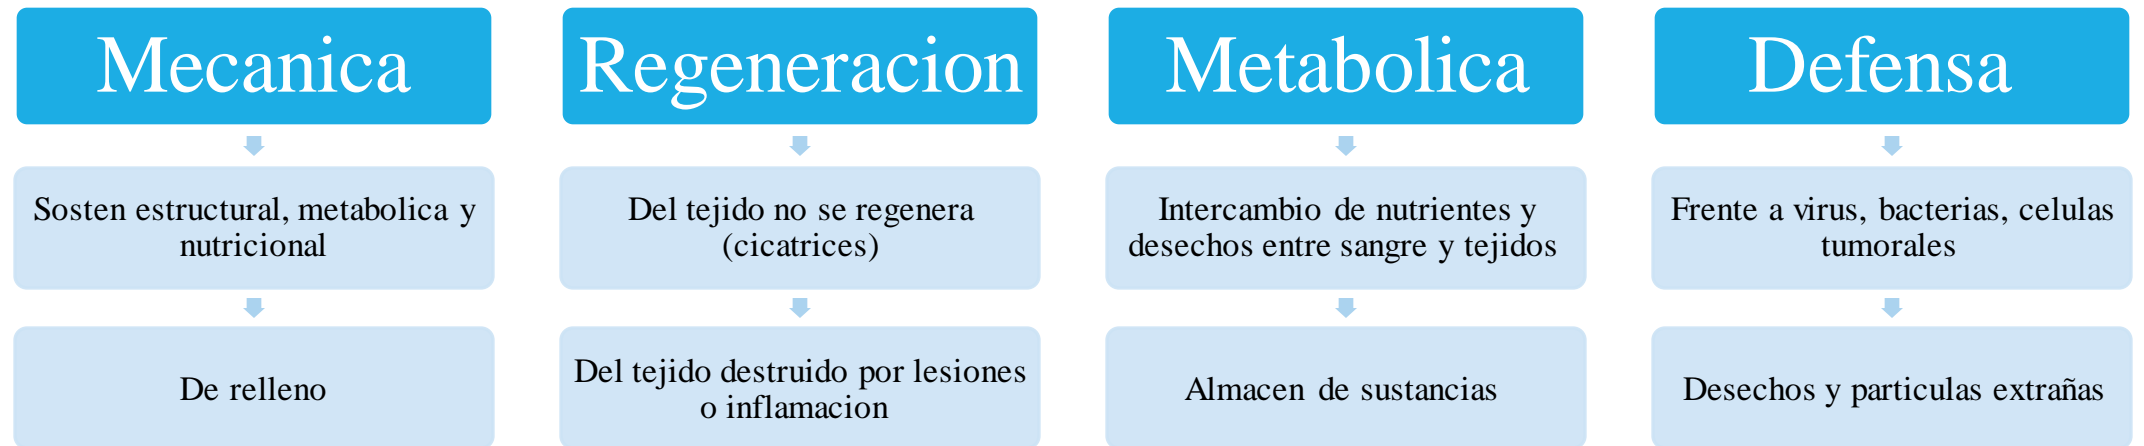 Mecanica
Sosten estructural, metabolica y
nutricional
De relleno
Regeneracion
Del tejido no se regenera
(cicatrices)
Del tejido destruido por lesiones
o inflamacion
Metabolica
Intercambio de nutrientes y
desechos entre sangre y tejidos
Almacen de sustancias
Defensa
Frente a virus, bacterias, celulas
tumorales
Desechos y particulas extrañas